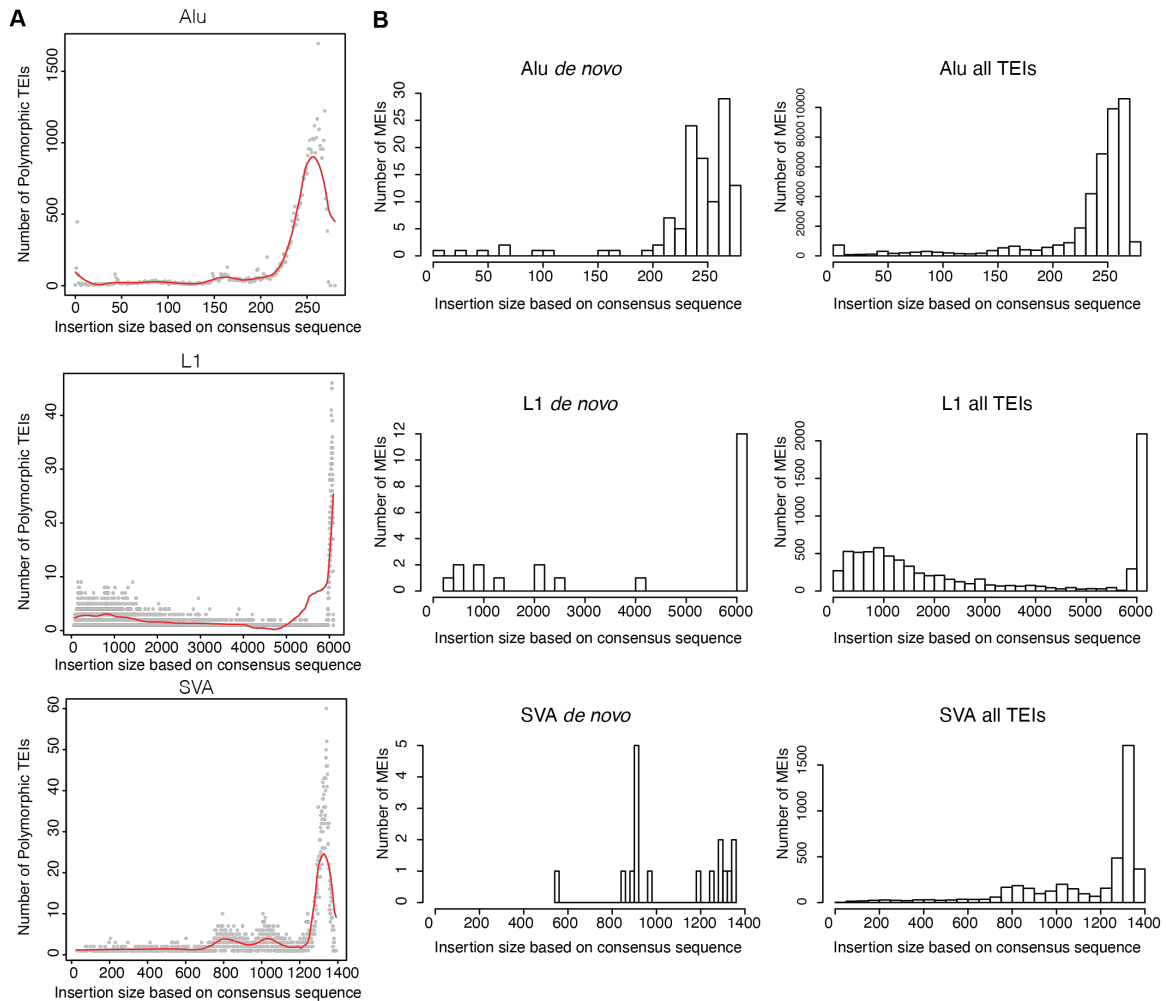 A
Alu
Number of Polymorphic TEIs
0 500 1000 1500
0 50 100 150 200 250
Insertion size based on consensus sequence
L1
Number of Polymorphic TEIs
0 10 20 30 40
0 1000 2000 3000 4000 5000 6000
Insertion size based on consensus sequence
SVA
Number of Polymorphic TEIs
0 10 20 30 40 50 60
0 200 400 600 800 1000 1200 1400
Insertion size based on consensus sequence
B
Alu de novo
Number of MEIs
0 5 10 15 20 25 30
0 50 100 150 200 250
Insertion size based on consensus sequence
Alu all TEIs
Number of MEIs
0 2000 4000 6000 8000 10000
0 50 100 150 200 250
Insertion size based on consensus sequence
L1 de novo
Number of MEIs
0 2 4 6 8 10 12
0 1000 2000 3000 4000 5000 6000
Insertion size based on consensus sequence
L1 all TEIs
Number of MEIs
0 500 1000 1500 2000
0 1000 2000 3000 4000 5000 6000
Insertion size based on consensus sequence
SVA de novo
Number of MEIs
0 1 2 3 4 5
0 200 400 600 800 1000 1200 1400
Insertion size based on consensus sequence
SVA all TEIs
Number of MEIs
0 500 1000 1500
0 200 400 600 800 1000 1200 1400
Insertion size based on consensus sequence